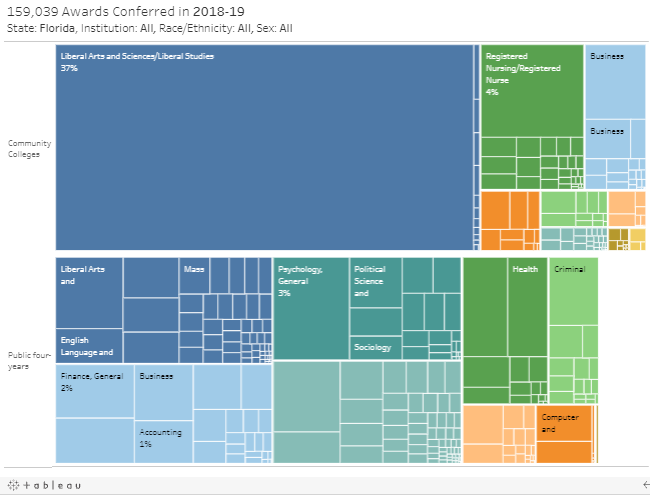 159,039 Awards Conferred in 2018-19
State: Florida, Institution: All, Race/Ethnicity: All, Sex: All
Community
Colleges
Liberal Arts and Sciences/Liberal Studies
37%
Registered
Nursing/Registered
Nurse
4%
Business
Business
Public four-
years
Liberal Arts
and
Mass
English
Language and
Psychology,
General
3%
Political
Science
and
Sociology
Health
Criminal
Finance, General
2%
Business
Accounting
1%
Computer
and
+ableau